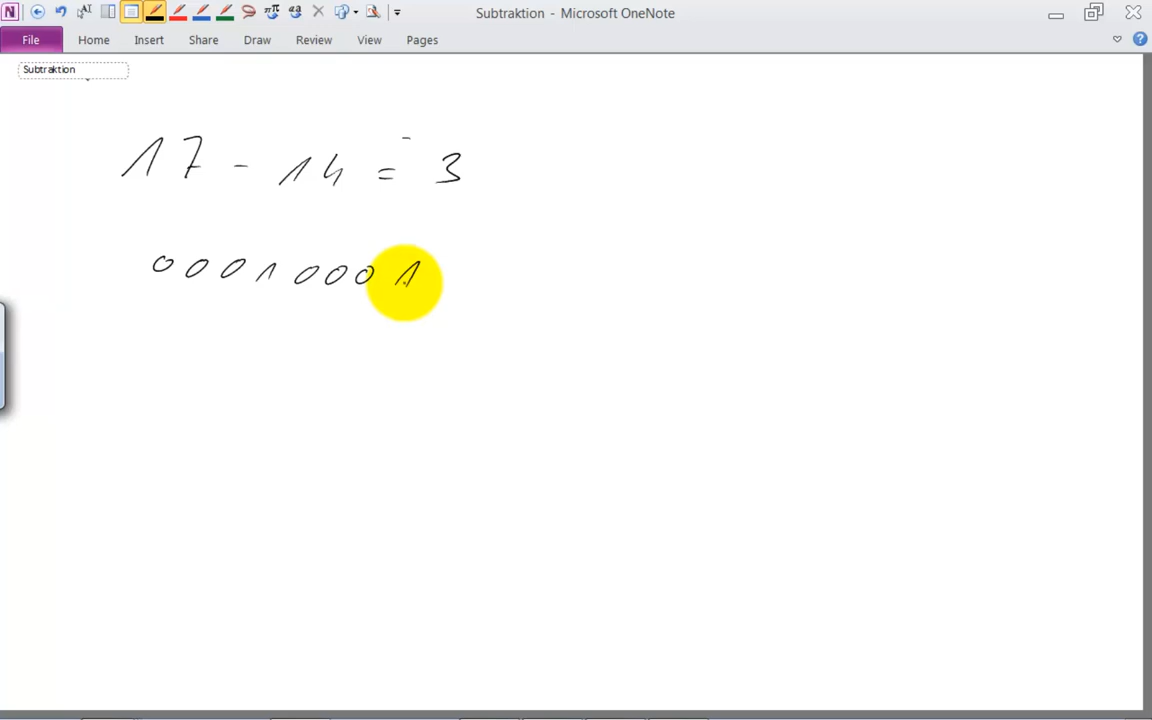 Subtraktion - Microsoft OneNote
File Home Insert Share Draw Review View Pages
Subtraktion
17 - 14 = 3
00010001